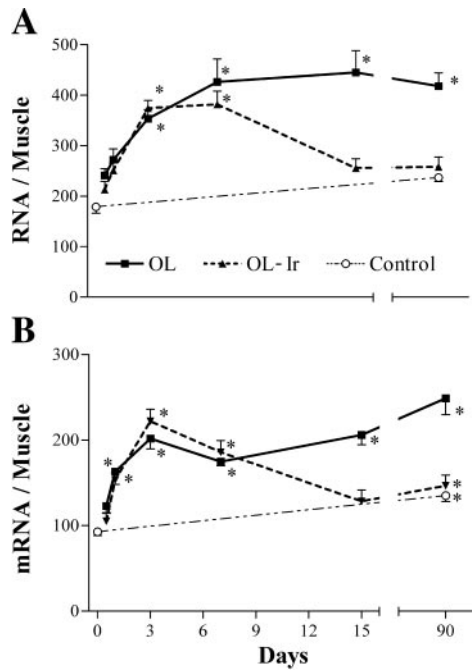 A
RNA / Muscle
500
400
300
200
100
0
* * * * * *
OL OL- Ir Control
B
mRNA / Muscle
300
200
100
0
* * * * * * * * * *
0 3 6 9 12 15 90
Days